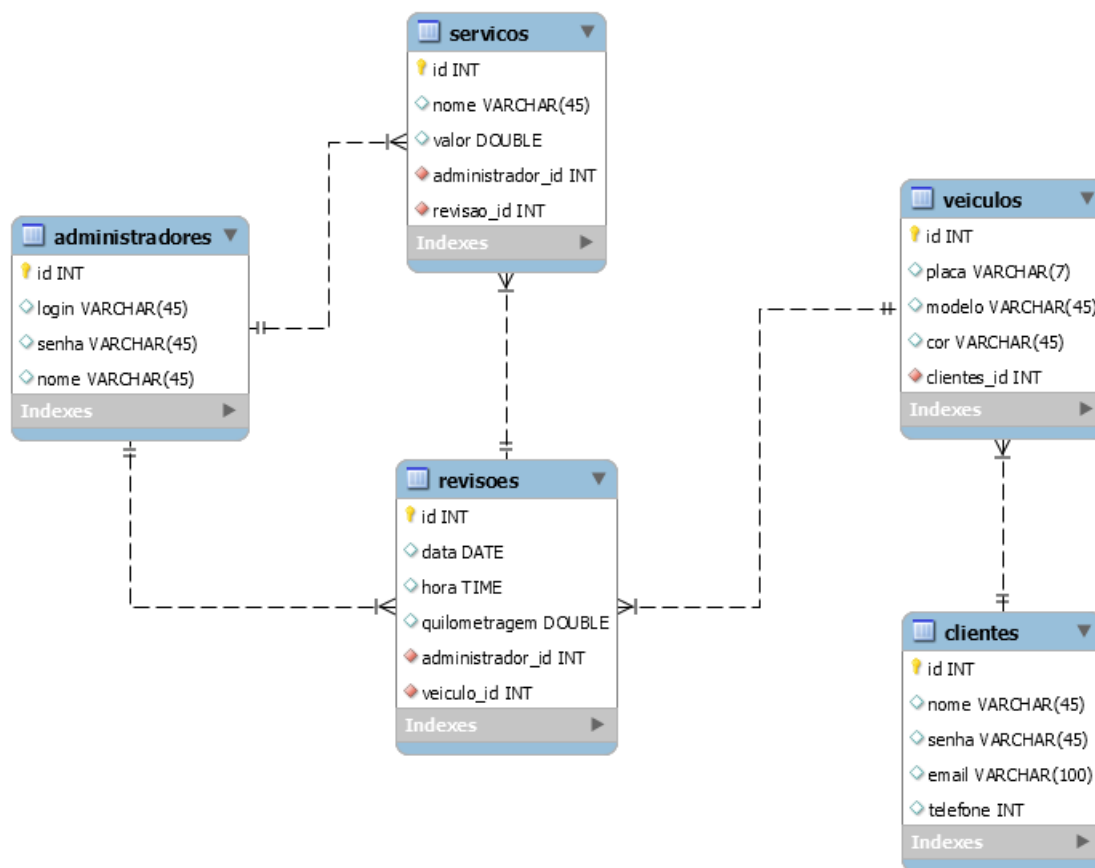 servicos
id INT
nome VARCHAR(45)
valor DOUBLE
administrador_id INT
revisao_id INT
Indexes
administradores
id INT
login VARCHAR(45)
senha VARCHAR(45)
nome VARCHAR(45)
Indexes
veiculos
id INT
placa VARCHAR(7)
modelo VARCHAR(45)
cor VARCHAR(45)
clientes_id INT
Indexes
revisoes
id INT
data DATE
hora TIME
quilometragem DOUBLE
administrador_id INT
veiculo_id INT
Indexes
clientes
id INT
nome VARCHAR(45)
senha VARCHAR(45)
email VARCHAR(100)
telefone INT
Indexes